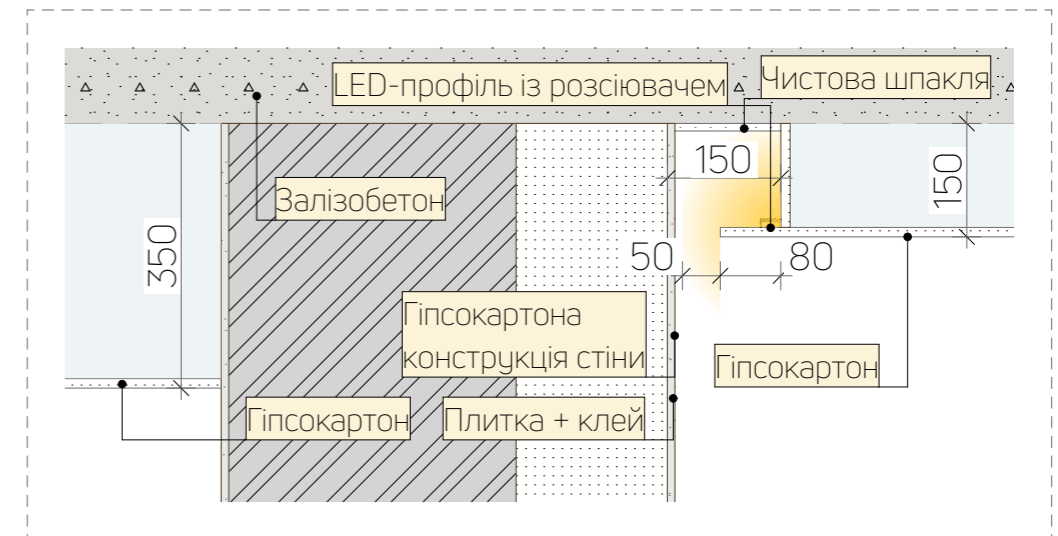 LED-профіль із розсіювачем
Чистова шпакля
150
150
Залізобетон
350
50
80
Гіпсокартона
конструкція стіни
Гіпсокартон
Гіпсокартон
Плитка + клей